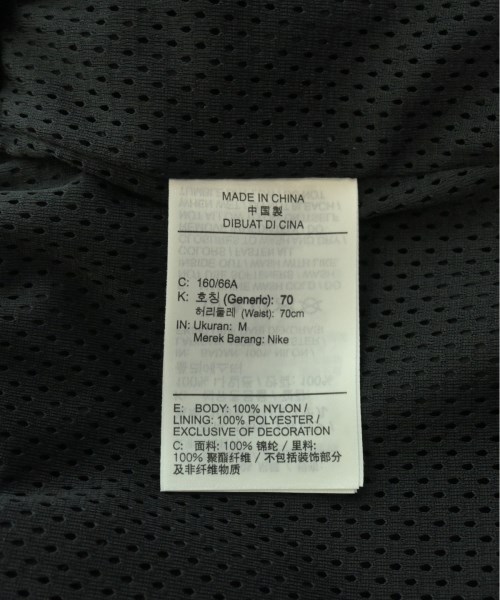 MADE IN CHINA
中国製
DIBUAT DI CINA
C: 160/66A
K: 호칭 (Generic): 70
허리둘레 (Waist): 70cm
IN: Ukuran: M
Merek Barang: Nike
E: BODY: 100% NYLON /
LINING: 100% POLYESTER /
EXCLUSIVE OF DECORATION
C: 面料: 100% 锦纶 / 里料:
100% 聚酯纤维 / 不包括装饰部分
及非纤维物质